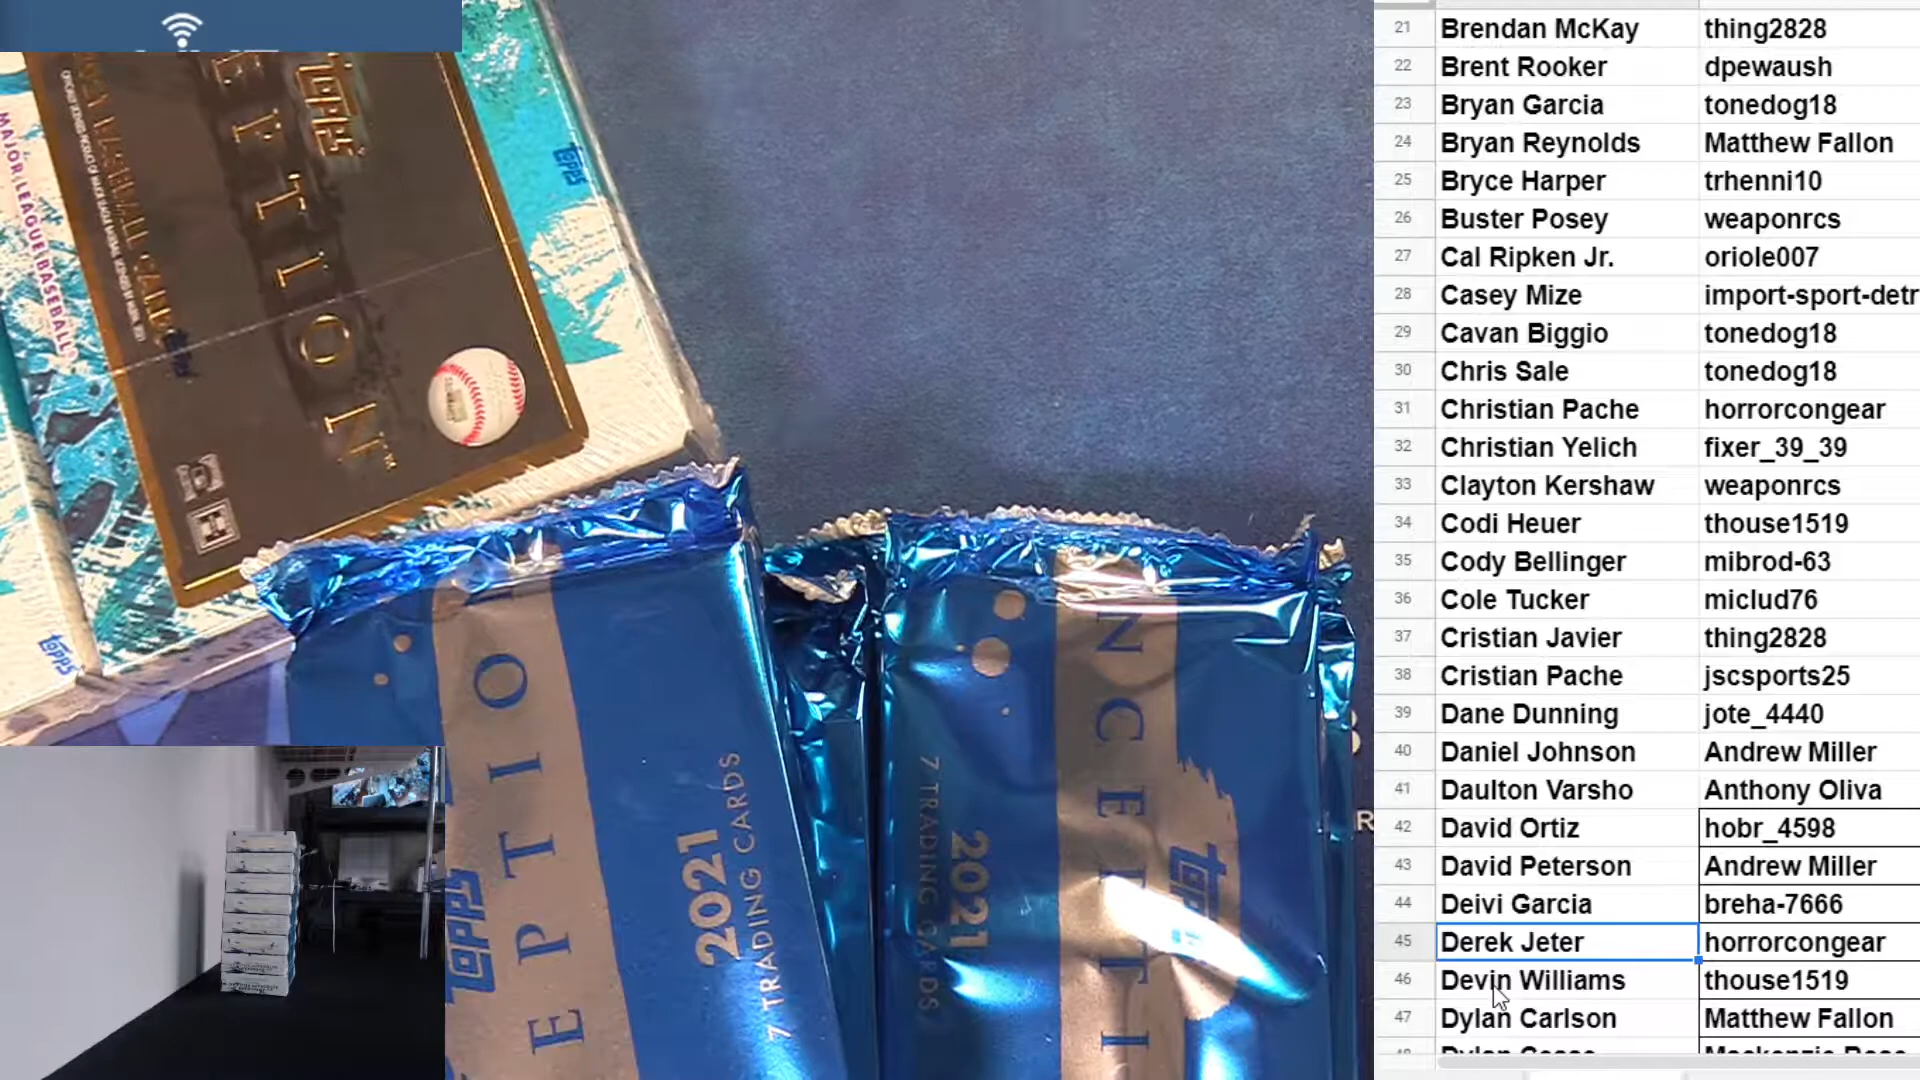 topps
EPTION
MAJOR LEAGUE BASEBALL
topps
topps
EPTION
topps
2021
7 TRADING CARDS
NCEPTI
topps
2021
7 TRADING CARDS
21 Brendan McKay thing2828
22 Brent Rooker dpewaush
23 Bryan Garcia tonedog18
24 Bryan Reynolds Matthew Fallon
25 Bryce Harper trhenni10
26 Buster Posey weaponrcs
27 Cal Ripken Jr. oriole007
28 Casey Mize import-sport-detr
29 Cavan Biggio tonedog18
30 Chris Sale tonedog18
31 Christian Pache horrorcongear
32 Christian Yelich fixer_39_39
33 Clayton Kershaw weaponrcs
34 Codi Heuer thouse1519
35 Cody Bellinger mibrod-63
36 Cole Tucker miclud76
37 Cristian Javier thing2828
38 Cristian Pache jscsports25
39 Dane Dunning jote_4440
40 Daniel Johnson Andrew Miller
41 Daulton Varsho Anthony Oliva
42 David Ortiz hobr_4598
43 David Peterson Andrew Miller
44 Deivi Garcia breha-7666
45 Derek Jeter horrorcongear
46 Devin Williams thouse1519
47 Dylan Carlson Matthew Fallon